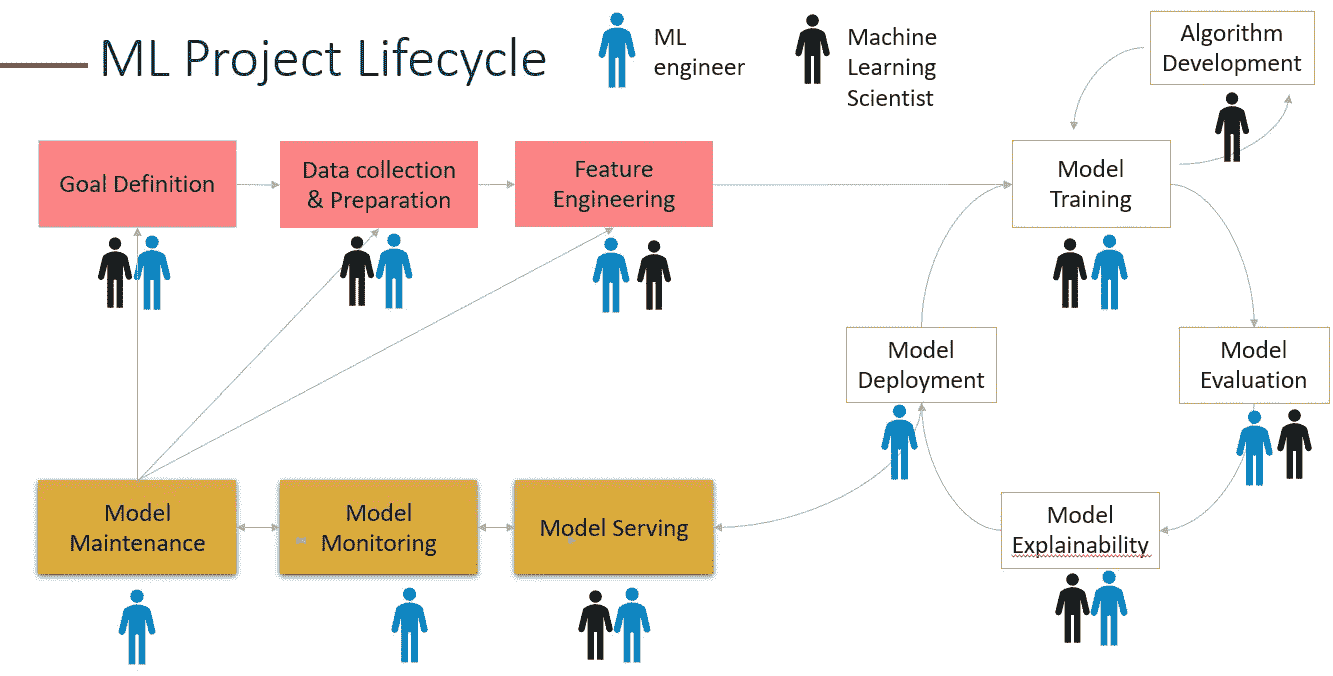 ML Project Lifecycle
ML
engineer
Machine
Learning
Scientist
Algorithm
Development
Goal Definition
Data collection
& Preparation
Feature
Engineering
Model
Training
Model
Deployment
Model
Evaluation
Model
Maintenance
Model
Monitoring
Model Serving
Model
Explainability